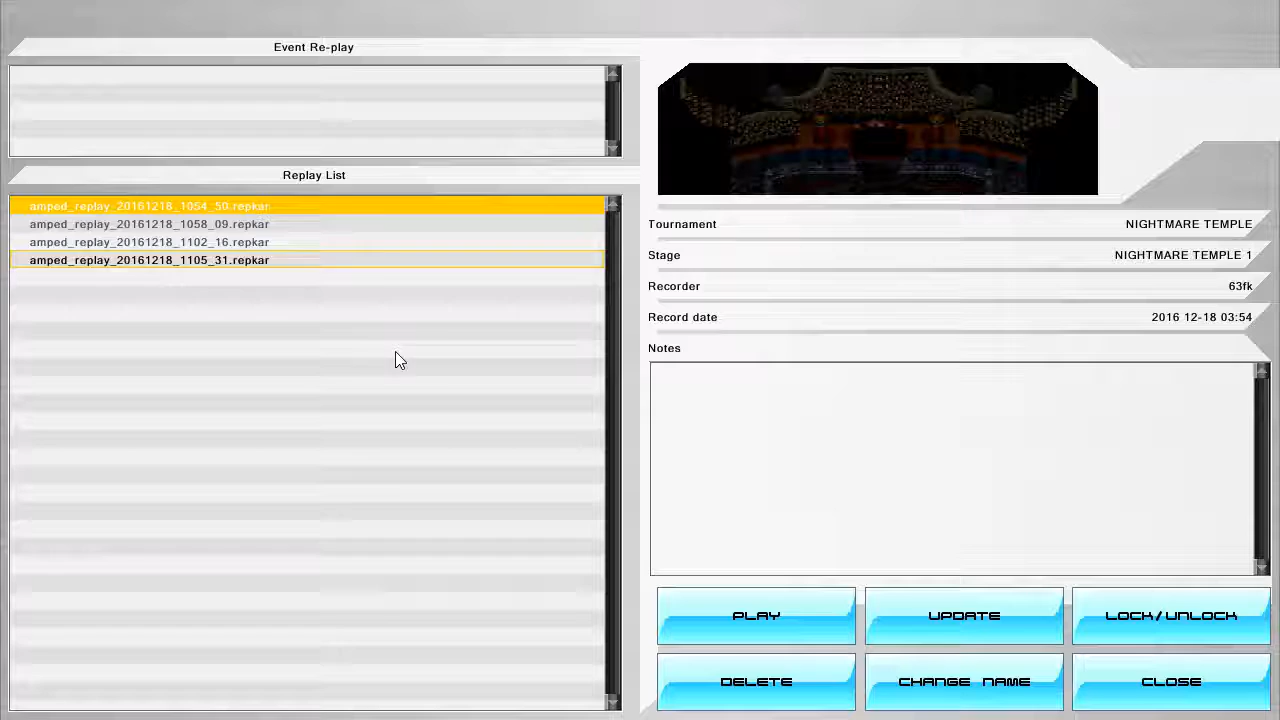 Event Re-play
Replay List
amped_replay_20161218_1054_50.repkar
amped_replay_20161218_1058_09.repkar
amped_replay_20161218_1102_16.repkar
amped_replay_20161218_1105_31.repkar
Tournament NIGHTMARE TEMPLE
Stage NIGHTMARE TEMPLE 1
Recorder 63fk
Record date 2016 12-18 03:54
Notes
PLAY UPDATE LOCK/UNLOCK
DELETE CHANGE NAME CLOSE